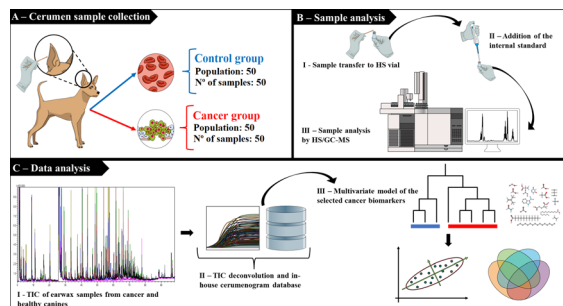 A – Cerumen sample collection
Control group
Population: 50
Nº of samples: 50
Cancer group
Population: 50
Nº of samples: 50
B – Sample analysis
I - Sample transfer to HS vial
II – Addition of the
internal standard
III – Sample analysis
by HS/GC-MS
C – Data analysis
I - TIC of earwax samples from cancer and
healthy canines
II – TIC deconvolution and in-
house cerumenogram database
III – Multivariate model of the
selected cancer biomarkers